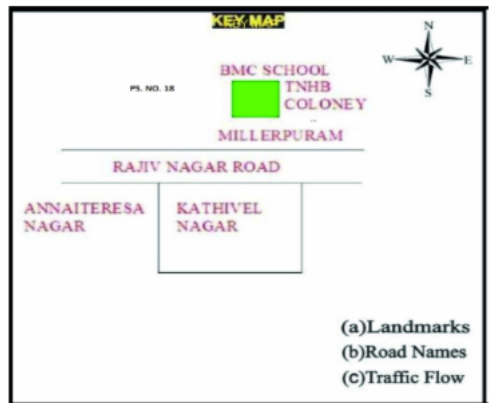 KEY MAP
N
W E
S
BMC SCHOOL
PS. NO. 18
TNHB
COLONEY
MILLERPURAM
RAJIV NAGAR ROAD
ANNAITERESA
NAGAR
KATHIVEL
NAGAR
(a)Landmarks
(b)Road Names
(c)Traffic Flow